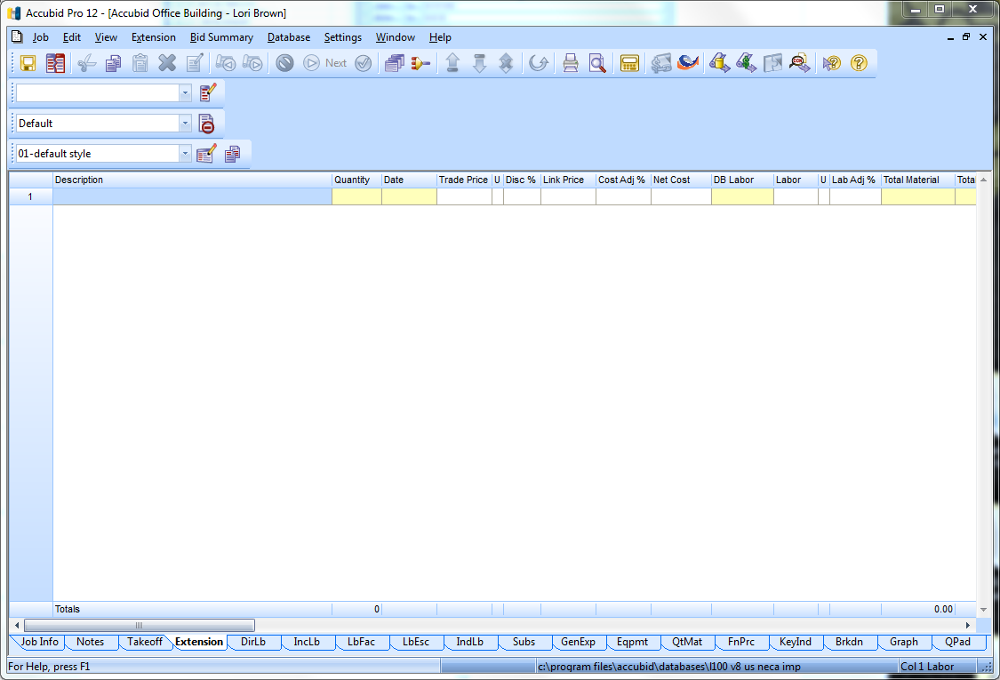 Accubid Pro 12 - [Accubid Office Building - Lori Brown]
Job Edit View Extension Bid Summary Database Settings Window Help
Next
Default
01-default style
Description Quantity Date Trade Price U Disc % Link Price Cost Adj % Net Cost DB Labor Labor U Lab Adj % Total Material Tota
1
Totals 0 0.00
Job Info Notes Takeoff Extension DirLb IncLb LbFac LbEsc IndLb Subs GenExp Eqpmt QtMat FnPrc KeyInd Brkdn Graph QPad
For Help, press F1 c:\program files\accubid\databases\l100 v8 us neca imp Col 1 Labor